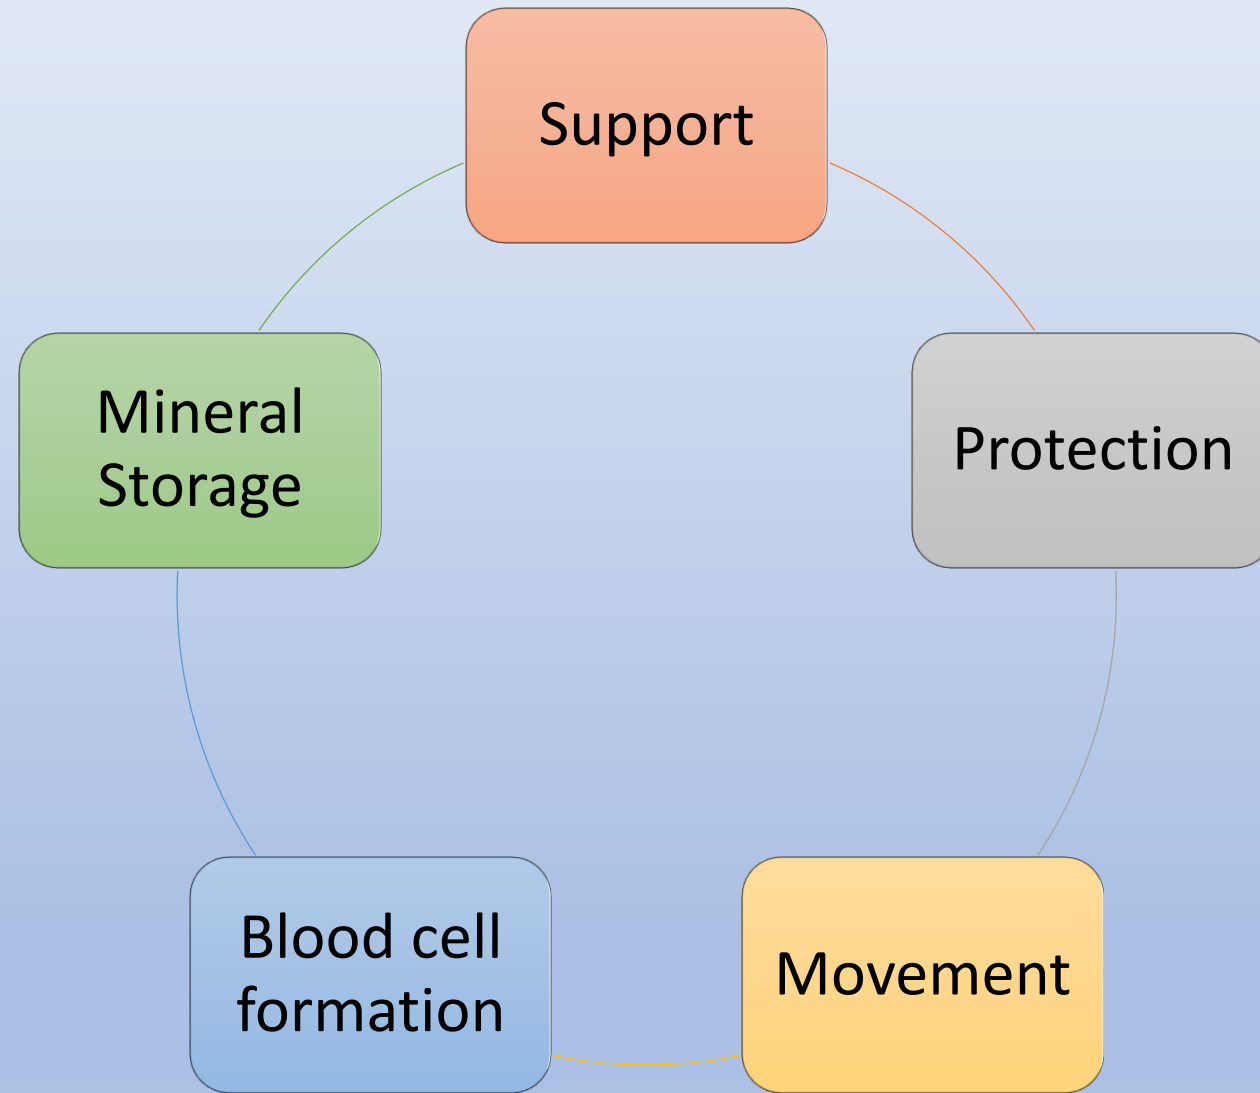 Support
Protection
Movement
Blood cell
formation
Mineral
Storage